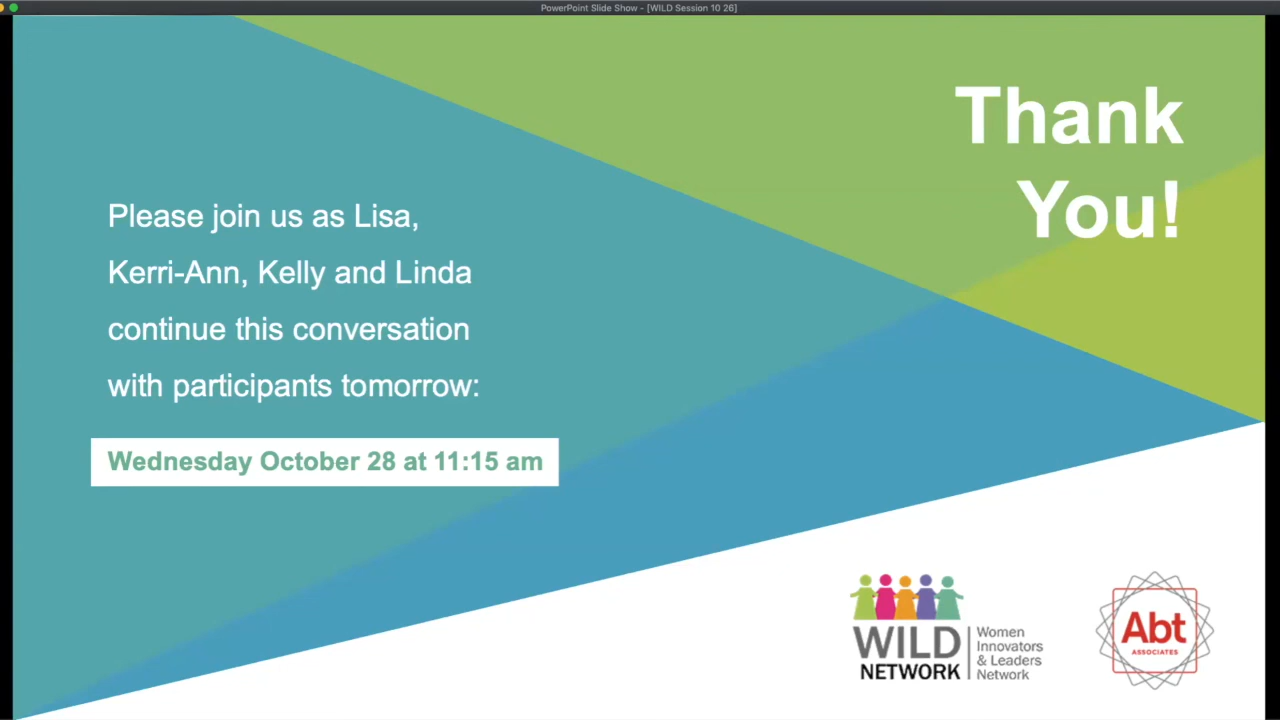 PowerPoint Slide Show - [WILD Session 10 26]
Thank
You!
Please join us as Lisa,
Kerri-Ann, Kelly and Linda
continue this conversation
with participants tomorrow:
Wednesday October 28 at 11:15 am
WILD
NETWORK
Women
Innovators
& Leaders
Network
Abt
ASSOCIATES